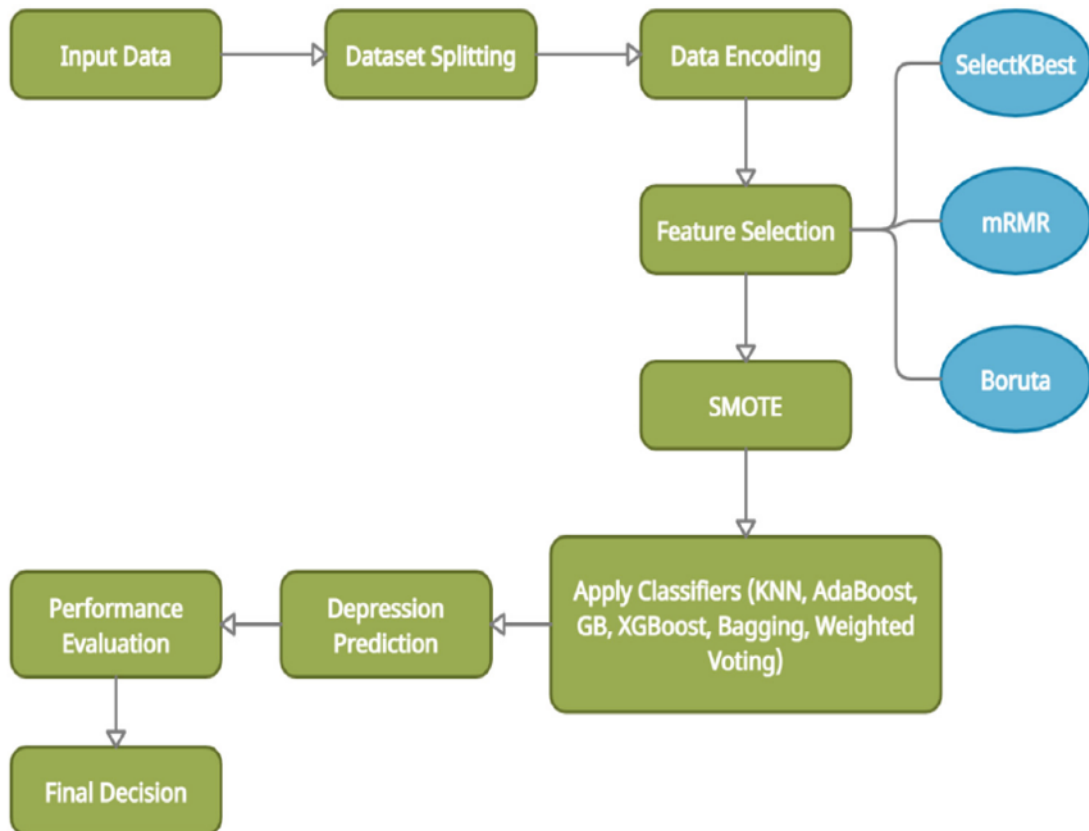 Input Data
Dataset Splitting
Data Encoding
SelectKBest
Feature Selection
mRMR
Boruta
SMOTE
Apply Classifiers (KNN, AdaBoost,
GB, XGBoost, Bagging, Weighted
Voting)
Depression
Prediction
Performance
Evaluation
Final Decision